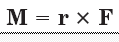 M = r × F